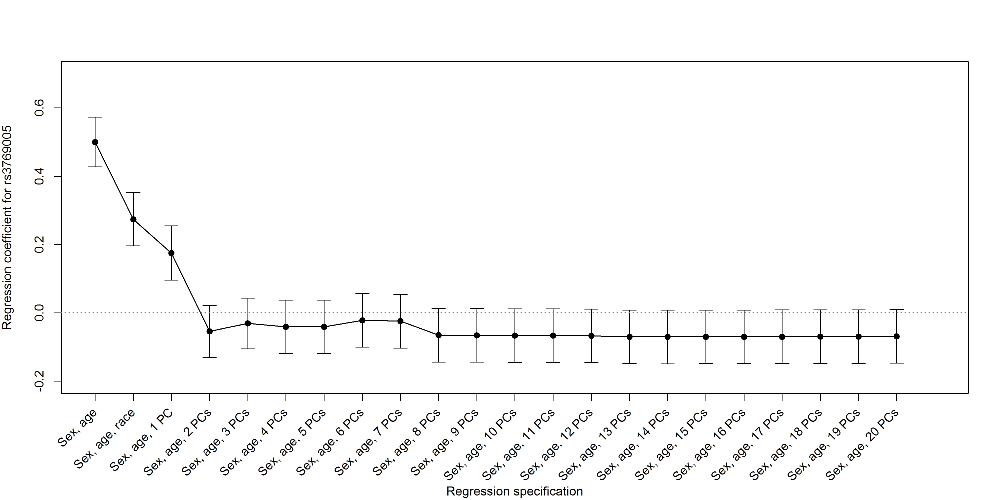 Regression coefficient for rs3769005
0.6
0.4
0.2
0.0
-0.2
Sex, age
Sex, age, race
Sex, age, 1 PC
Sex, age, 2 PCs
Sex, age, 3 PCs
Sex, age, 4 PCs
Sex, age, 5 PCs
Sex, age, 6 PCs
Sex, age, 7 PCs
Sex, age, 8 PCs
Sex, age, 9 PCs
Sex, age, 10 PCs
Sex, age, 11 PCs
Sex, age, 12 PCs
Sex, age, 13 PCs
Sex, age, 14 PCs
Sex, age, 15 PCs
Sex, age, 16 PCs
Sex, age, 17 PCs
Sex, age, 18 PCs
Sex, age, 19 PCs
Sex, age, 20 PCs
Regression specification